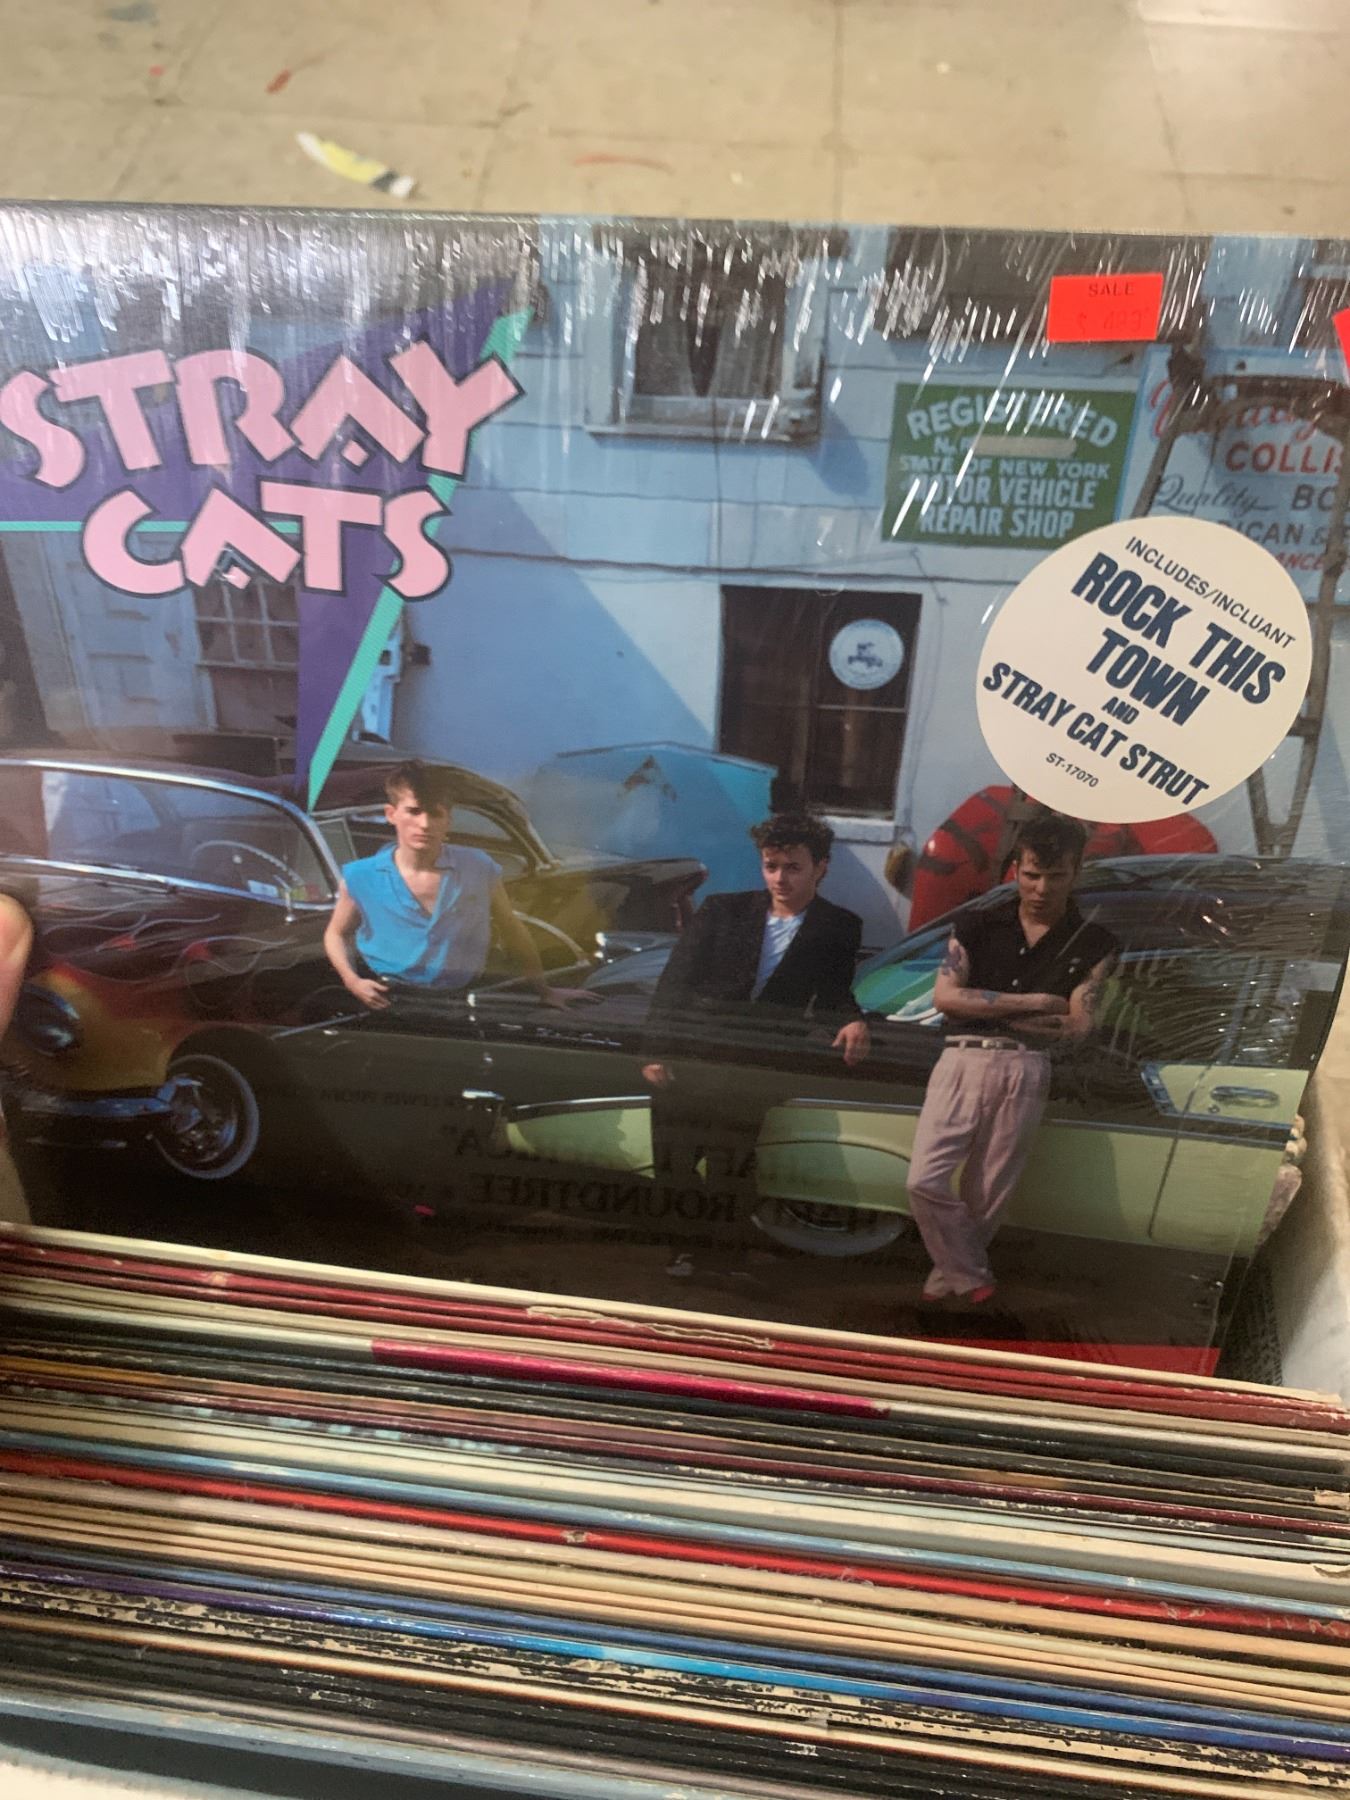 STRAY
CATS
SALE
REGISTERED
STATE OF NEW YORK
MOTOR VEHICLE
REPAIR SHOP
COLLIS
Quality BO
INCLUDES/INCLUANT
ROCK THIS
TOWN
AND
STRAY CAT STRUT
ST-17070